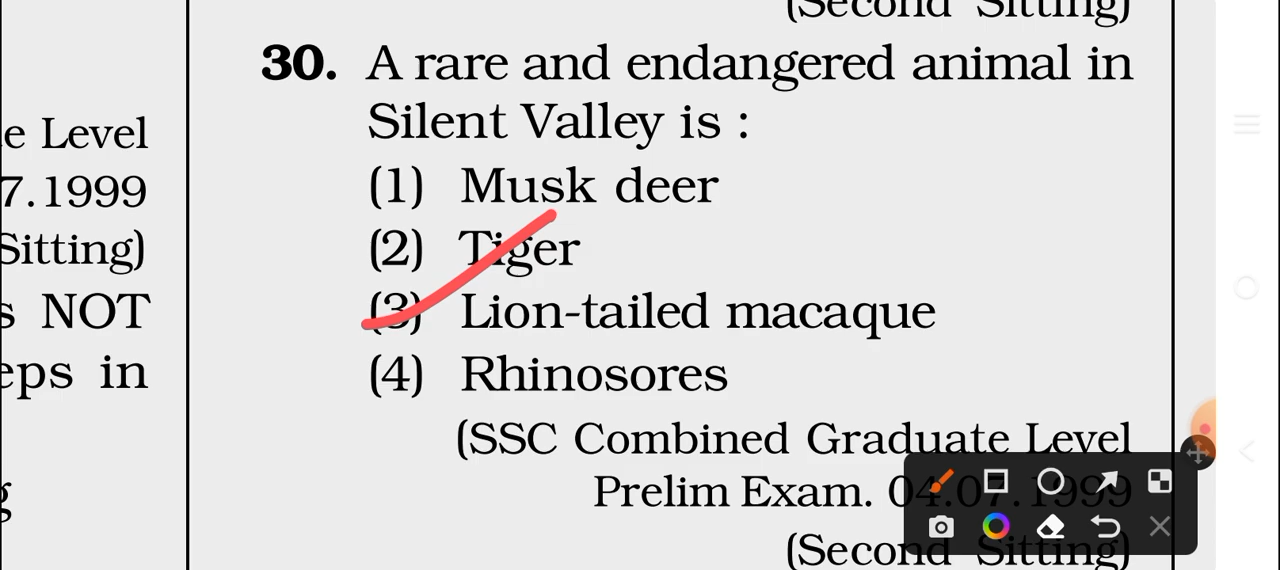 (Second Sitting)
30. A rare and endangered animal in
Silent Valley is :
(1) Musk deer
(2) Tiger
(3) Lion-tailed macaque
(4) Rhinosores
(SSC Combined Graduate Level
Prelim Exam. 04.07.1999
(Second Sitting)
e Level
7.1999
Sitting)
s NOT
eps in
g